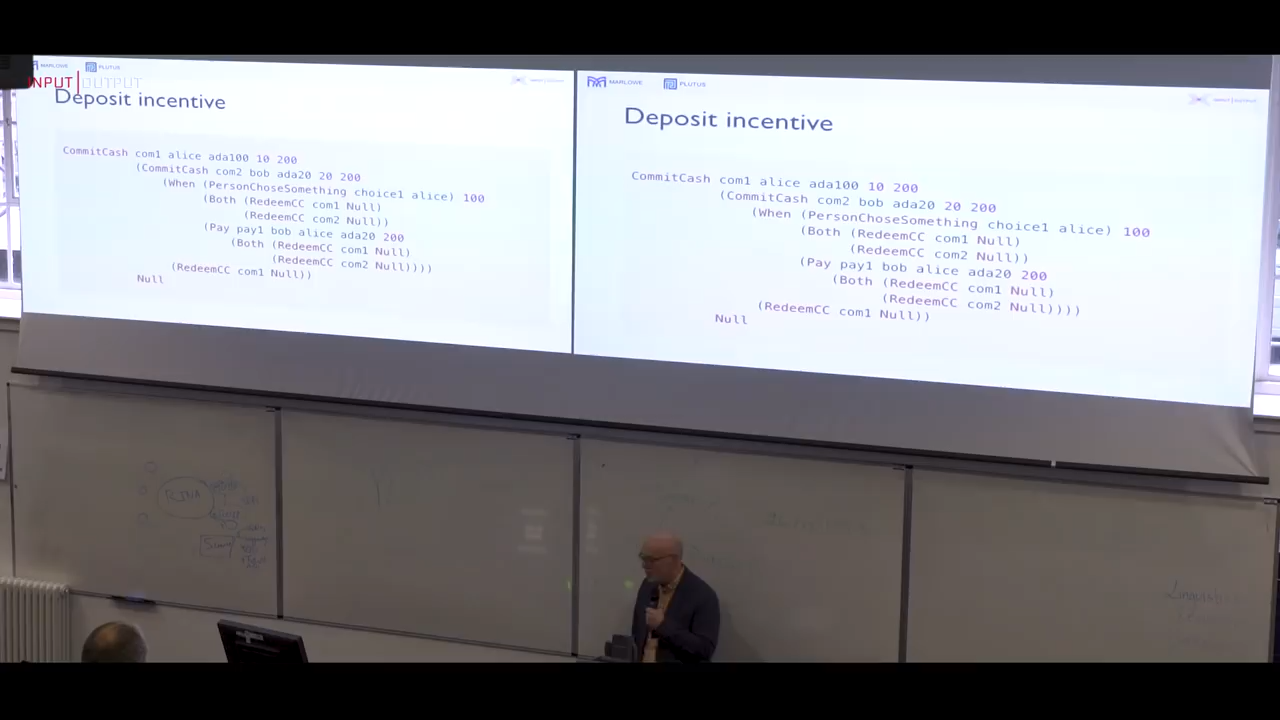 MARLOWE PLUTUS
INPUT|OUTPUT
Deposit incentive
CommitCash com1 alice ada100 10 200
(CommitCash com2 bob ada20 20 200
(When (PersonChoseSomething choice1 alice) 100
(Both (RedeemCC com1 Null)
(RedeemCC com2 Null))
(Pay pay1 bob alice ada20 200
(Both (RedeemCC com1 Null)
(RedeemCC com2 Null))))
(RedeemCC com1 Null))
Null
MARLOWE PLUTUS
Deposit incentive
CommitCash com1 alice ada100 10 200
(CommitCash com2 bob ada20 20 200
(When (PersonChoseSomething choice1 alice) 100
(Both (RedeemCC com1 Null)
(RedeemCC com2 Null))
(Pay pay1 bob alice ada20 200
(Both (RedeemCC com1 Null)
(RedeemCC com2 Null))))
(RedeemCC com1 Null))
Null